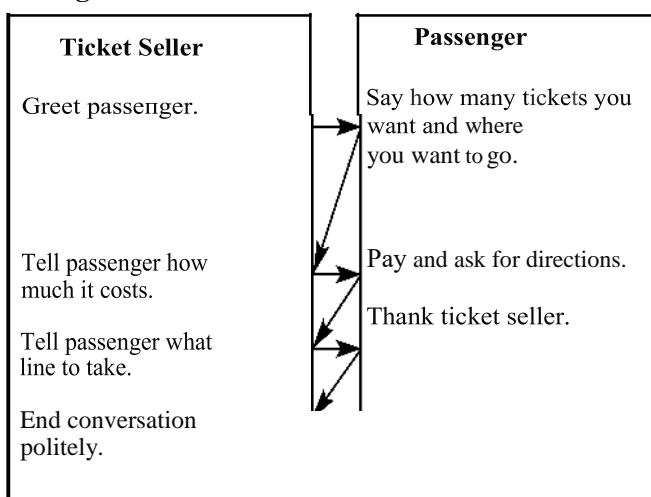 Ticket Seller
Greet passenger.
Tell passenger how
much it costs.
Tell passenger what
line to take.
End conversation
politely.
Passenger
Say how many tickets you
want and where
you want to go.
Pay and ask for directions.
Thank ticket seller.